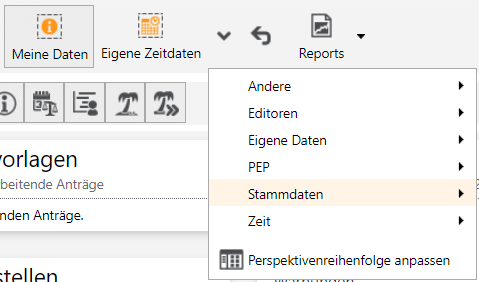 Meine Daten
Eigene Zeitdaten
Reports
Andere
Editoren
Eigene Daten
PEP
Stammdaten
Zeit
Perspektivenreihenfolge anpassen
vorlagen
rbeitende Anträge
nden Anträge.
stellen